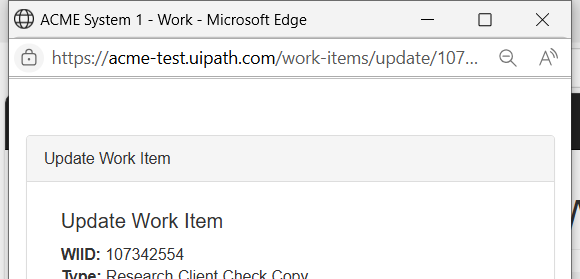 ACME System 1 - Work - Microsoft Edge
https://acme-test.uipath.com/work-items/update/107...
Update Work Item
Update Work Item
WIID: 107342554
Type: Research Client Check Copy